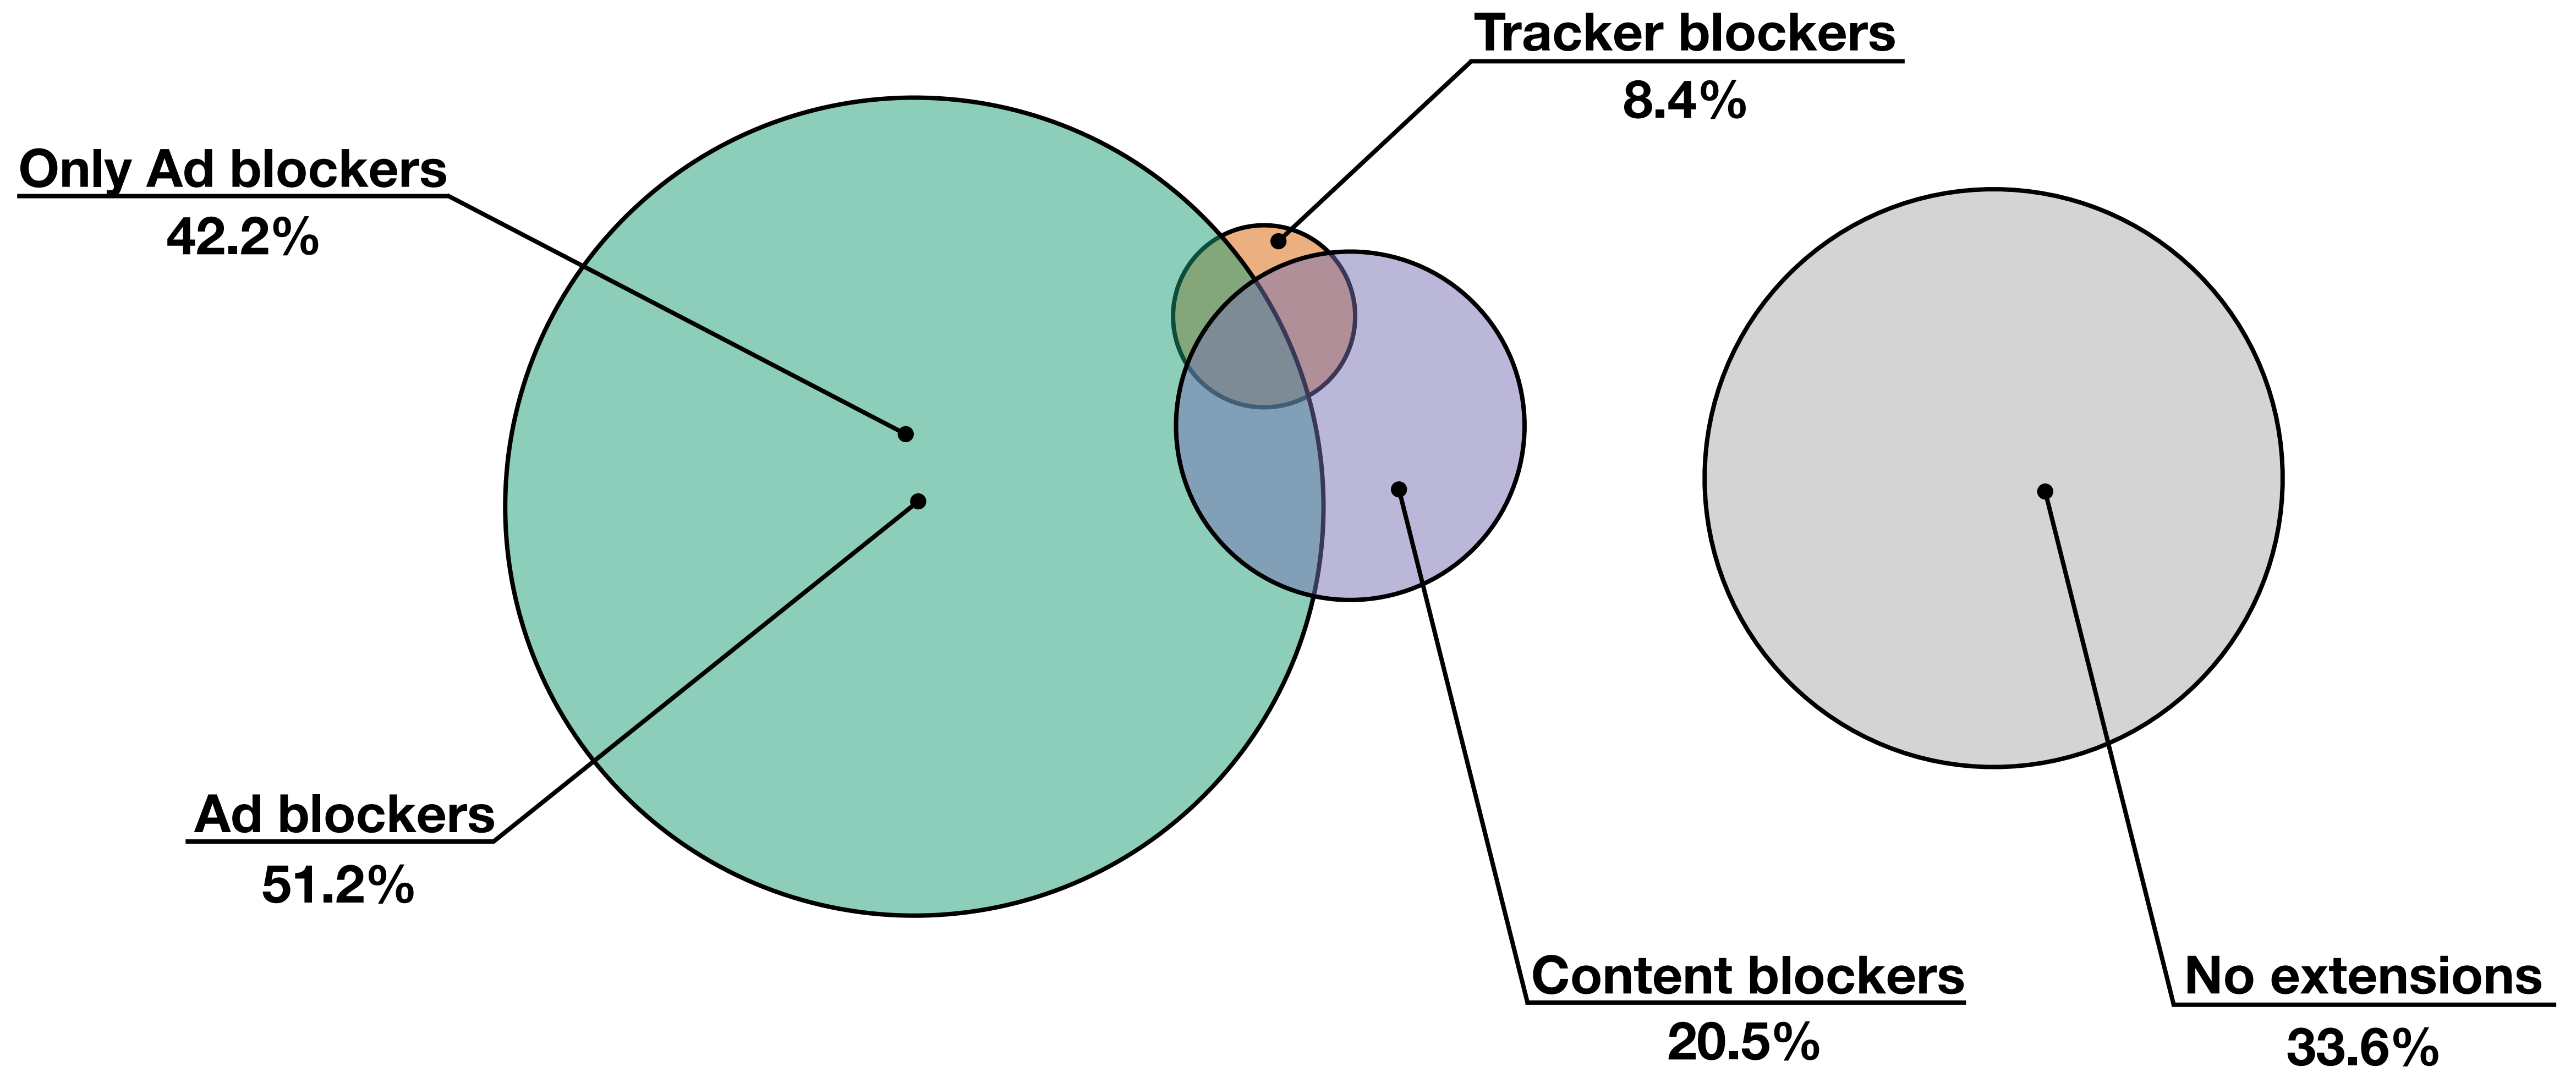 Tracker blockers
8.4%
Only Ad blockers
42.2%
Ad blockers
51.2%
Content blockers
20.5%
No extensions
33.6%